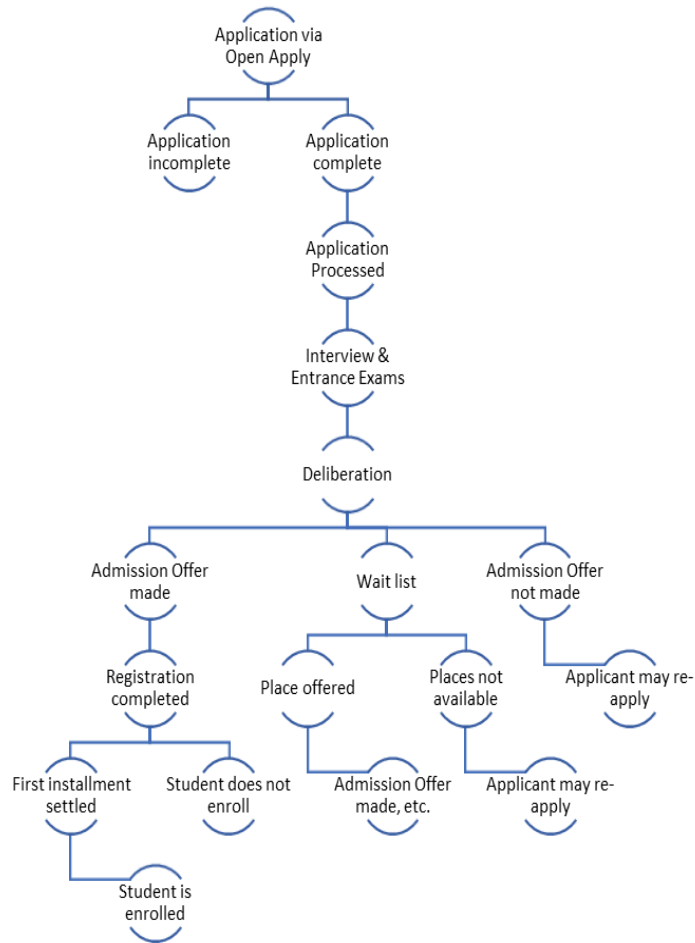 Application via
Open Apply
Application
incomplete
Application
complete
Application
Processed
Interview &
Entrance Exams
Deliberation
Admission Offer
made
Wait list
Admission Offer
not made
Registration
completed
Place offered
Places not
available
Applicant may re-
apply
First installment
settled
Student does not
enroll
Admission Offer
made, etc.
Applicant may re-
apply
Student is
enrolled